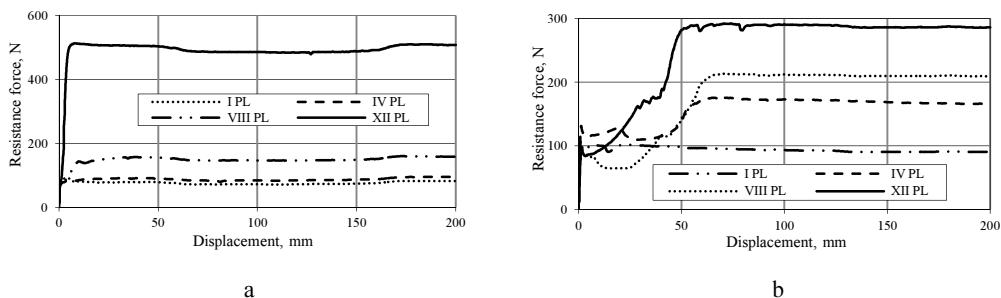 600
400
200
0
Resistance force, N
I PL
IV PL
VIII PL
XII PL
0
50
100
150
200
Displacement, mm
a
300
200
100
0
Resistance force, N
I PL
IV PL
VIII PL
XII PL
0
50
100
150
200
Displacement, mm
b